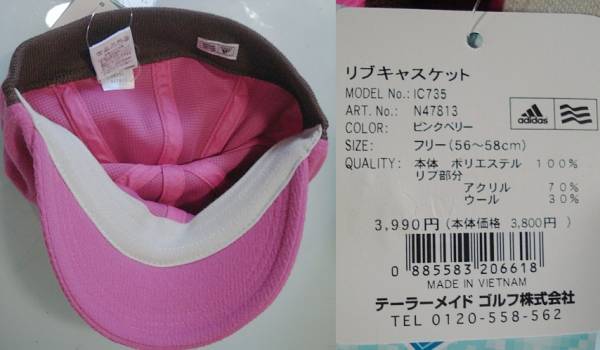 adidas
リブキャスケット
MODEL No.: IC735
ART. No.: N47813
COLOR: ピンクベリー
SIZE: フリー(56～58cm)
QUALITY: 本体 ポリエステル 100%
リブ部分
アクリル 70%
ウール 30%
adidas
3,990円(本体価格 3,800円)
0 885583 206618
MADE IN VIETNAM
テーラーメイド ゴルフ株式会社
TEL 0120-558-562